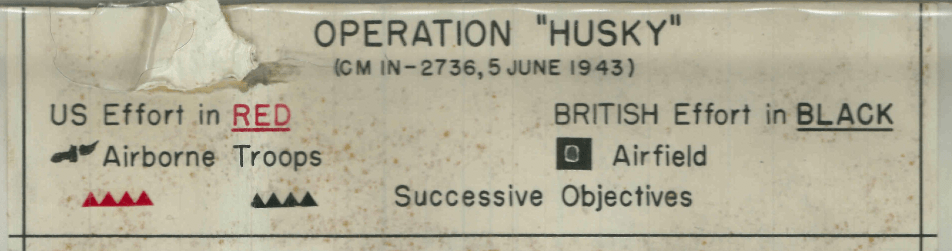 OPERATION "HUSKY"
(CM IN-2736, 5 JUNE 1943)
US Effort in RED
BRITISH Effort in BLACK
Airborne Troops
Airfield
Successive Objectives